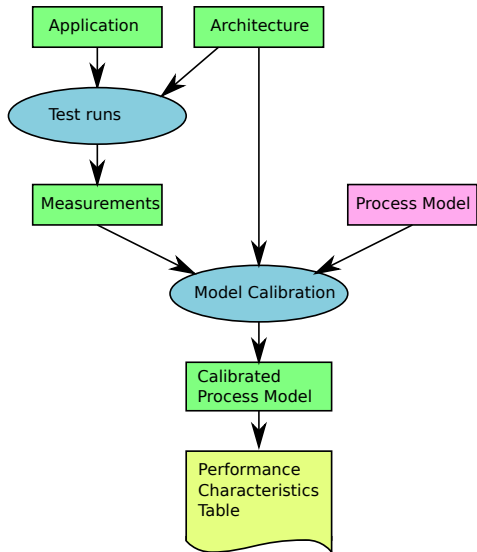 Application
Architecture
Test runs
Measurements
Process Model
Model Calibration
Calibrated
Process Model
Performance
Characteristics
Table